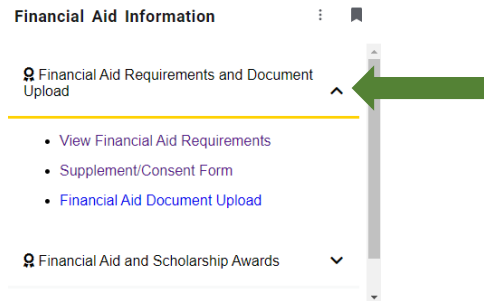 Financial Aid Information
Financial Aid Requirements and Document
Upload
View Financial Aid Requirements
Supplement/Consent Form
Financial Aid Document Upload
Financial Aid and Scholarship Awards